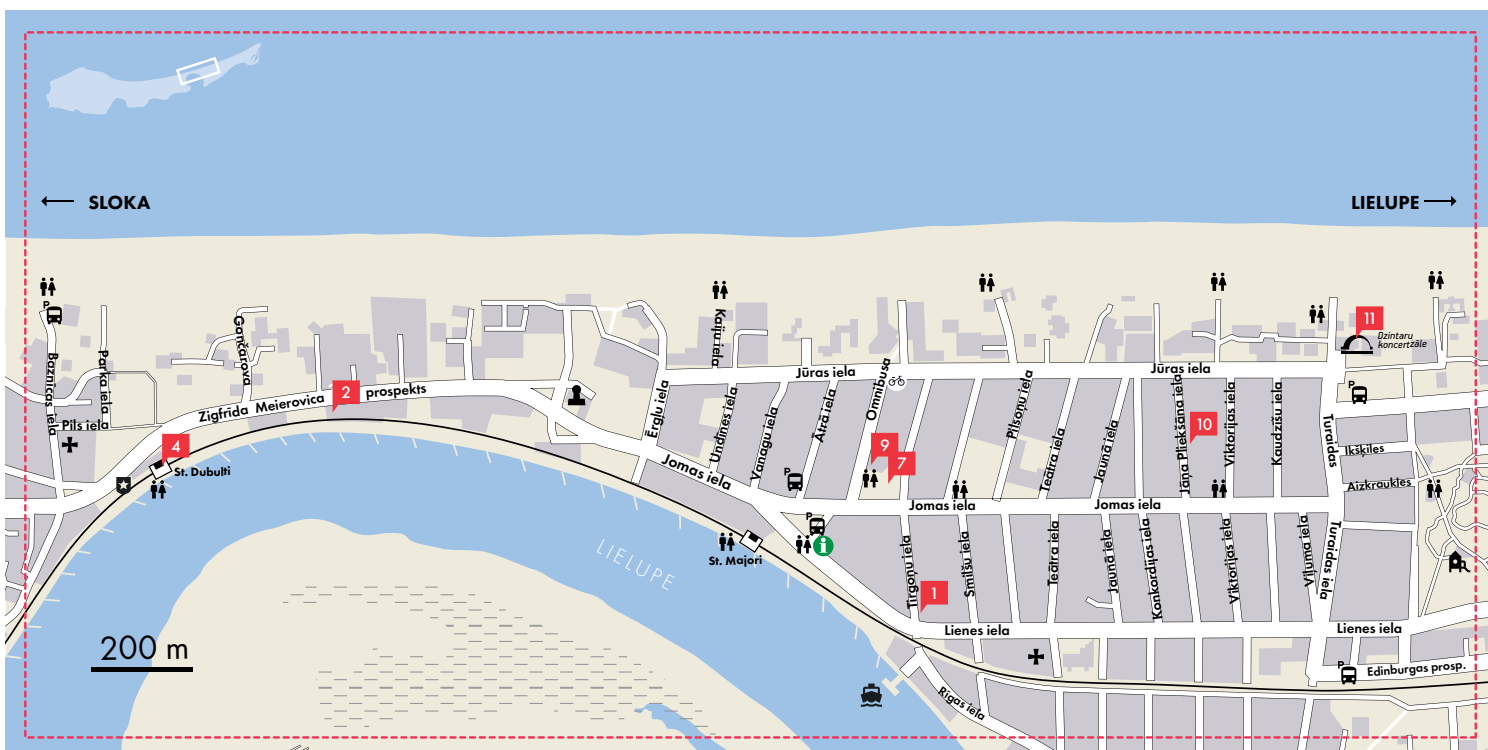 SLOKA
LIELUPE
P
Baznīcas iela
Parka iela
Pils iela
Gončarova
Zigfrīda Meierovica prospekts
2
4
St. Dubulti
Ērgļu iela
Kaiju iela
Undines iela
Vanagu iela
Ātrā iela
Omnibusa
Jūras iela
Jūras iela
11
Dzintaru
koncertzāle
P
9
7
10
Pilsoņu iela
Teātra iela
Jaunā iela
Jāņa Pliekšāna iela
Viktorijas iela
Kaudzīšu iela
Turaidas
Ikšķiles
Aizkraukles
P
Jomas iela
Jomas iela
Jomas iela
P
i
St. Majori
LIELUPE
Tirgoņu iela
Smilšu iela
Teātra iela
Jaunā iela
Konkordijas iela
Viktorijas iela
Viļņuma iela
Turaidas iela
1
Lienes iela
Lienes iela
P
Edinburgas prosp.
Rīgas iela
200 m